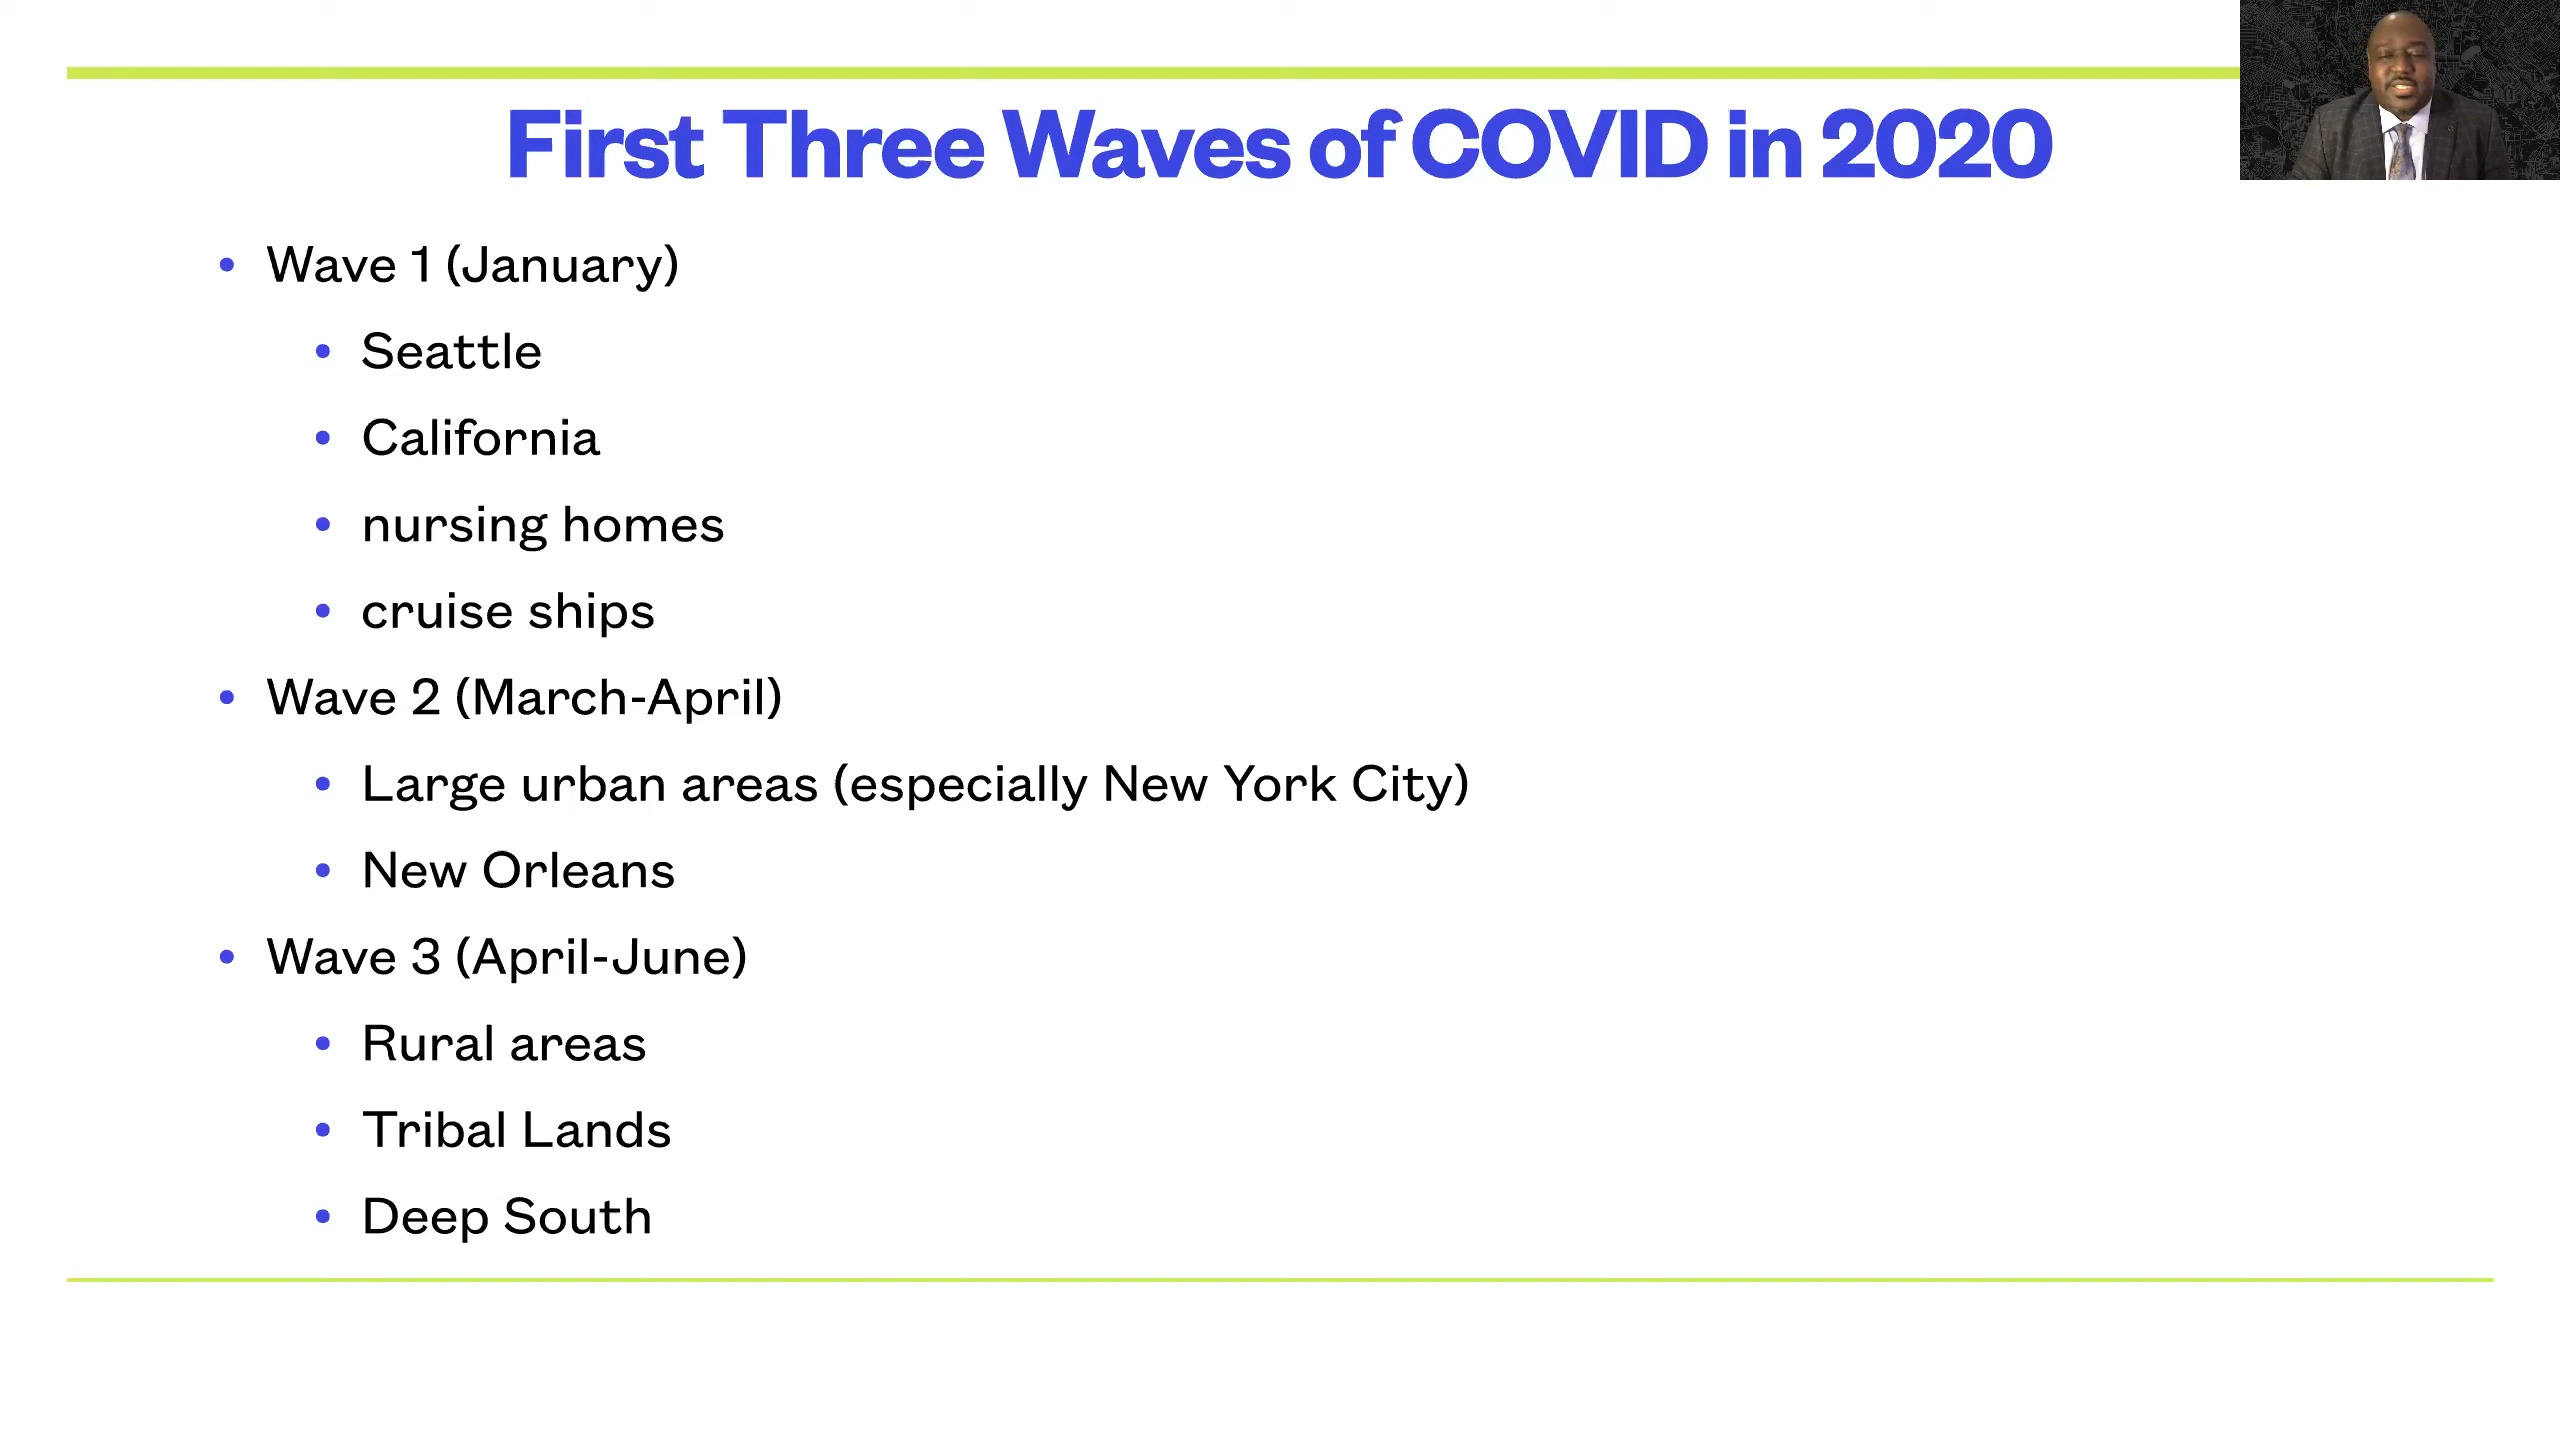 First Three Waves of COVID in 2020
• Wave 1 (January)
• Seattle
• California
• nursing homes
• cruise ships
• Wave 2 (March-April)
• Large urban areas (especially New York City)
• New Orleans
• Wave 3 (April-June)
• Rural areas
• Tribal Lands
• Deep South